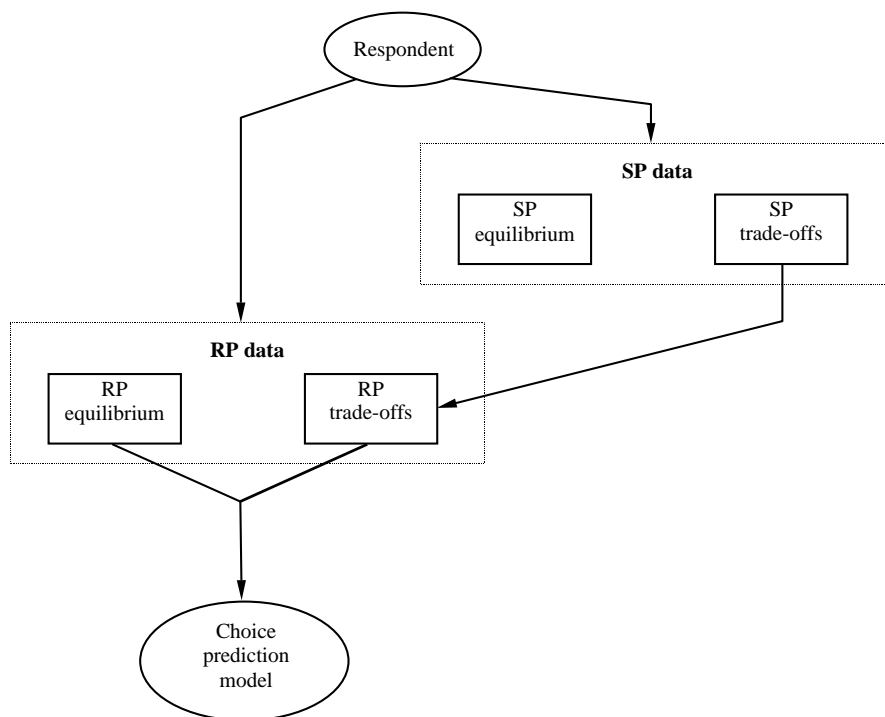 Respondent
SP data
SP
equilibrium
SP
trade-offs
RP data
RP
equilibrium
RP
trade-offs
Choice
prediction
model